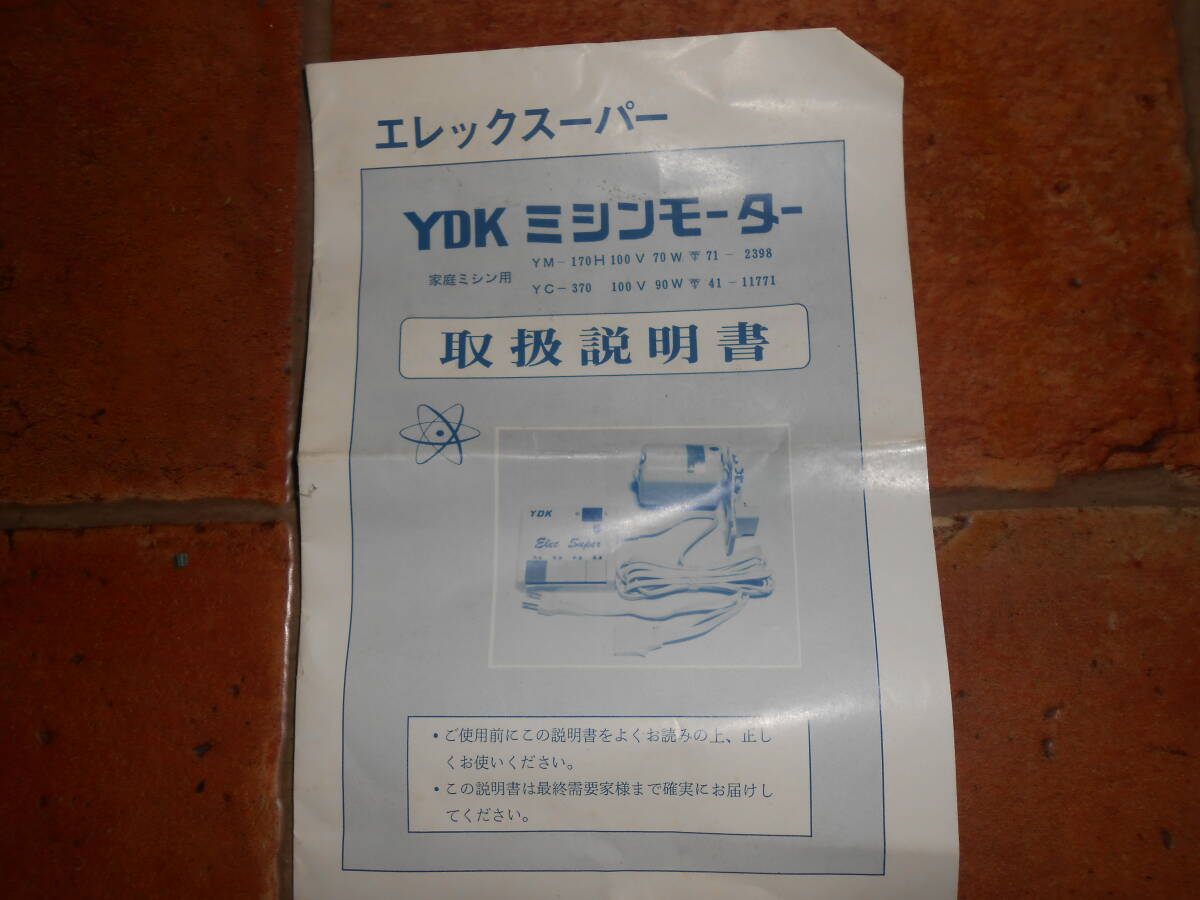 エレックスーパー
YDK ミシンモーター
家庭ミシン用
YM-170H 100V 70W 〒 71-2398
YC-370 100V 90W 〒 41-11771
取扱説明書
YDK
Elec Super
・ご使用前にこの説明書をよくお読みの上、正し
くお使いください。
・この説明書は最終需要家様まで確実にお届けし
てください。